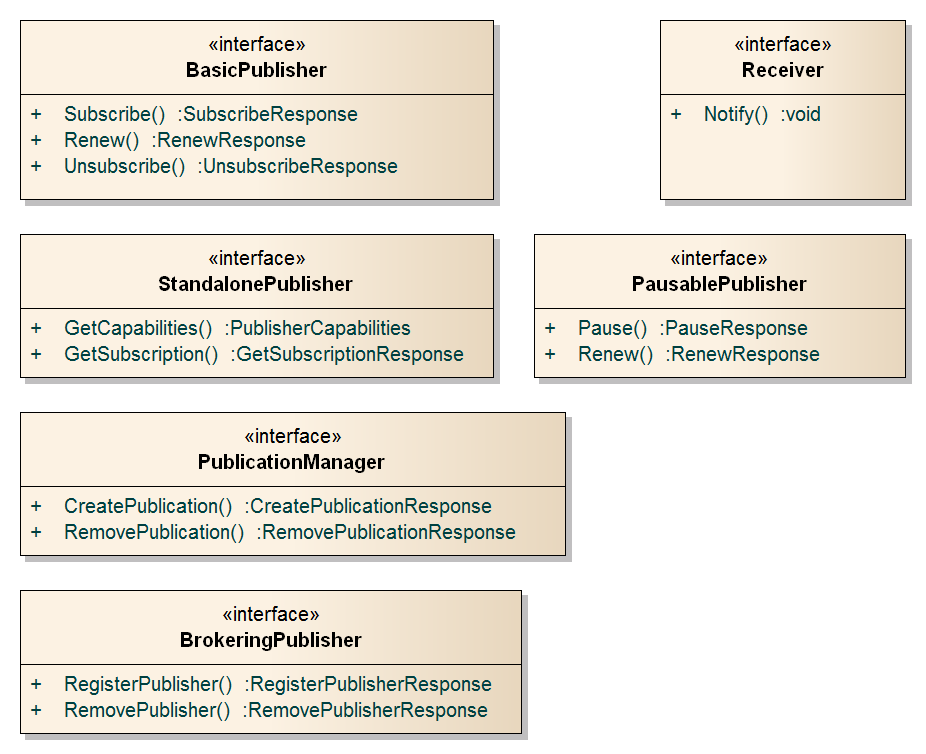 «interface»
BasicPublisher
+ Subscribe() :SubscribeResponse
+ Renew() :RenewResponse
+ Unsubscribe() :UnsubscribeResponse
«interface»
Receiver
+ Notify() :void
«interface»
StandalonePublisher
+ GetCapabilities() :PublisherCapabilities
+ GetSubscription() :GetSubscriptionResponse
«interface»
PausablePublisher
+ Pause() :PauseResponse
+ Renew() :RenewResponse
«interface»
PublicationManager
+ CreatePublication() :CreatePublicationResponse
+ RemovePublication() :RemovePublicationResponse
«interface»
BrokeringPublisher
+ RegisterPublisher() :RegisterPublisherResponse
+ RemovePublisher() :RemovePublisherResponse